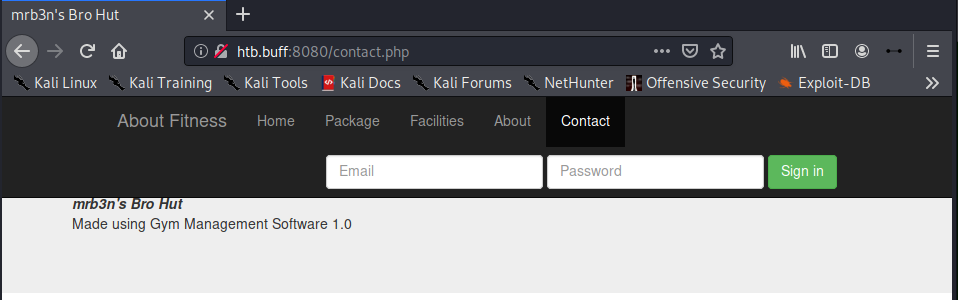 mrb3n's Bro Hut
htb.buff:8080/contact.php
Kali Linux Kali Training Kali Tools Kali Docs Kali Forums NetHunter Offensive Security Exploit-DB
About Fitness Home Package Facilities About Contact
Email Password Sign in
mrb3n's Bro Hut
Made using Gym Management Software 1.0